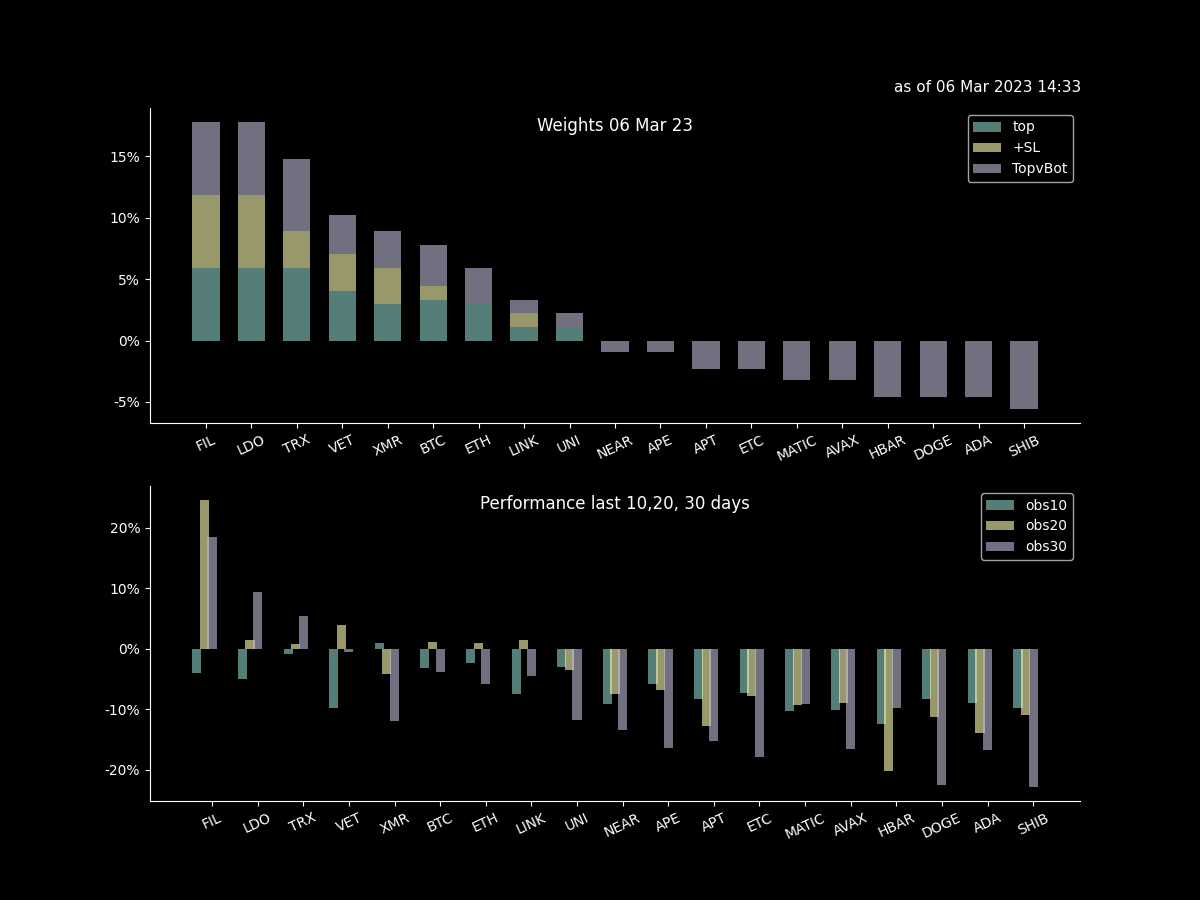 as of 06 Mar 2023 14:33
Weights 06 Mar 23
top
+SL
TopvBot
15%
10%
5%
0%
-5%
FIL LDO TRX VET XMR BTC ETH LINK UNI NEAR APE APT ETC MATIC AVAX HBAR DOGE ADA SHIB
Performance last 10,20, 30 days
obs10
obs20
obs30
20%
10%
0%
-10%
-20%
FIL LDO TRX VET XMR BTC ETH LINK UNI NEAR APE APT ETC MATIC AVAX HBAR DOGE ADA SHIB